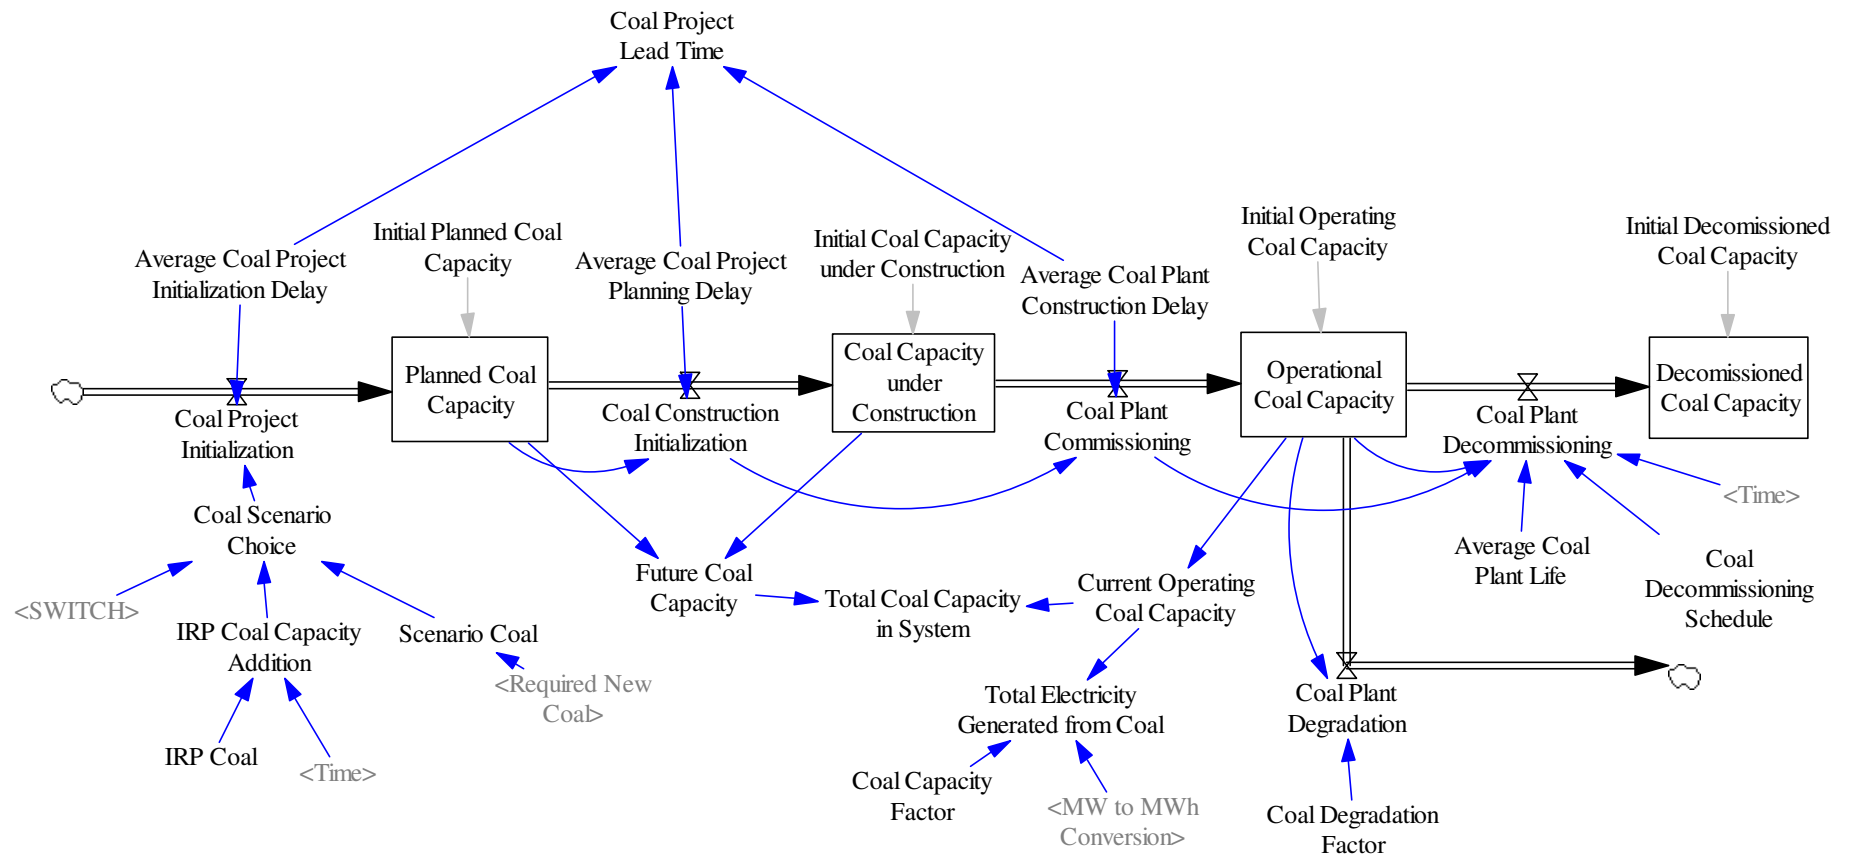 Coal Project
Lead Time
Average Coal Project
Initialization Delay
Initial Planned Coal
Capacity
Average Coal Project
Planning Delay
Initial Coal Capacity
under Construction
Average Coal Plant
Construction Delay
Initial Operating
Coal Capacity
Initial Decomissioned
Coal Capacity
Coal Project
Initialization
Planned Coal
Capacity
Coal Construction
Initialization
Coal Capacity
under
Construction
Coal Plant
Commissioning
Operational
Coal Capacity
Coal Plant
Decommissioning
Decomissioned
Coal Capacity
<Time>
Coal Scenario
Choice
Average Coal
Plant Life
Coal
Decommissioning
Schedule
<SWITCH>
IRP Coal Capacity
Addition
Scenario Coal
Future Coal
Capacity
Total Coal Capacity
in System
Current Operating
Coal Capacity
<Required New
Coal>
IRP Coal
<Time>
Total Electricity
Generated from Coal
Coal Plant
Degradation
Coal Capacity
Factor
<MW to MWh
Conversion>
Coal Degradation
Factor